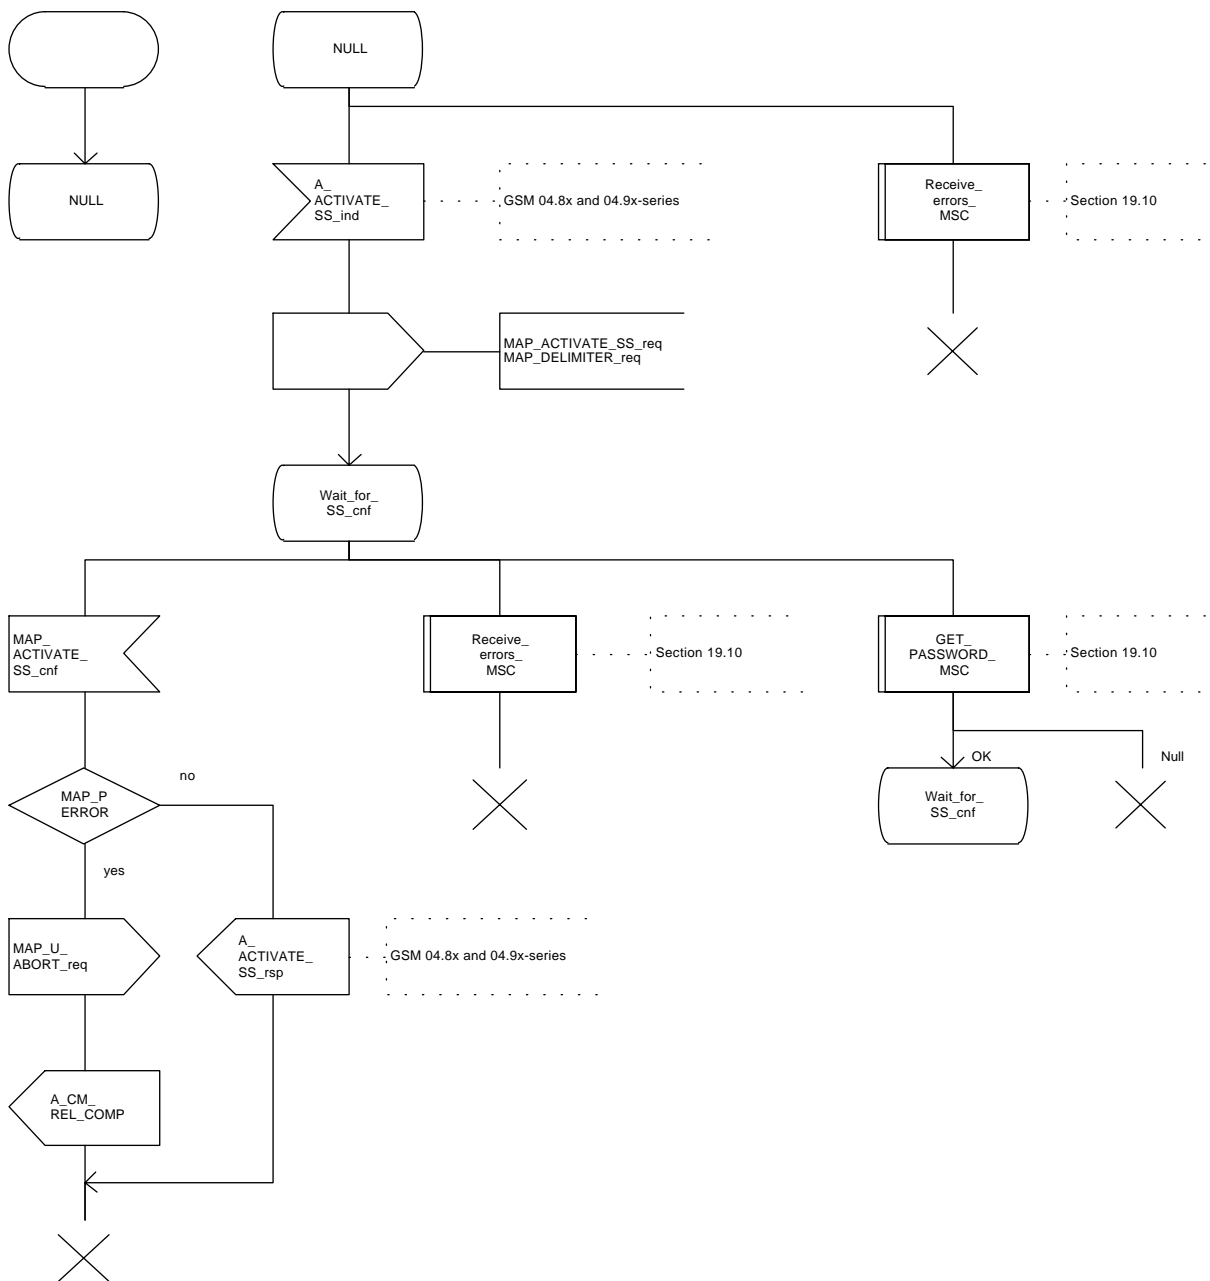 NULL
NULL
A_
ACTIVATE_
SS_ind
GSM 04.8x and 04.9x-series
Receive_
errors_
MSC
Section 19.10
MAP_ACTIVATE_SS_req
MAP_DELIMITER_req
Wait_for_
SS_cnf
MAP_
ACTIVATE_
SS_cnf
Receive_
errors_
MSC
Section 19.10
GET_
PASSWORD_
MSC
Section 19.10
OK
Null
Wait_for_
SS_cnf
MAP_P
ERROR
no
yes
MAP_U_
ABORT_req
A_
ACTIVATE_
SS_rsp
GSM 04.8x and 04.9x-series
A_CM_
REL_COMP